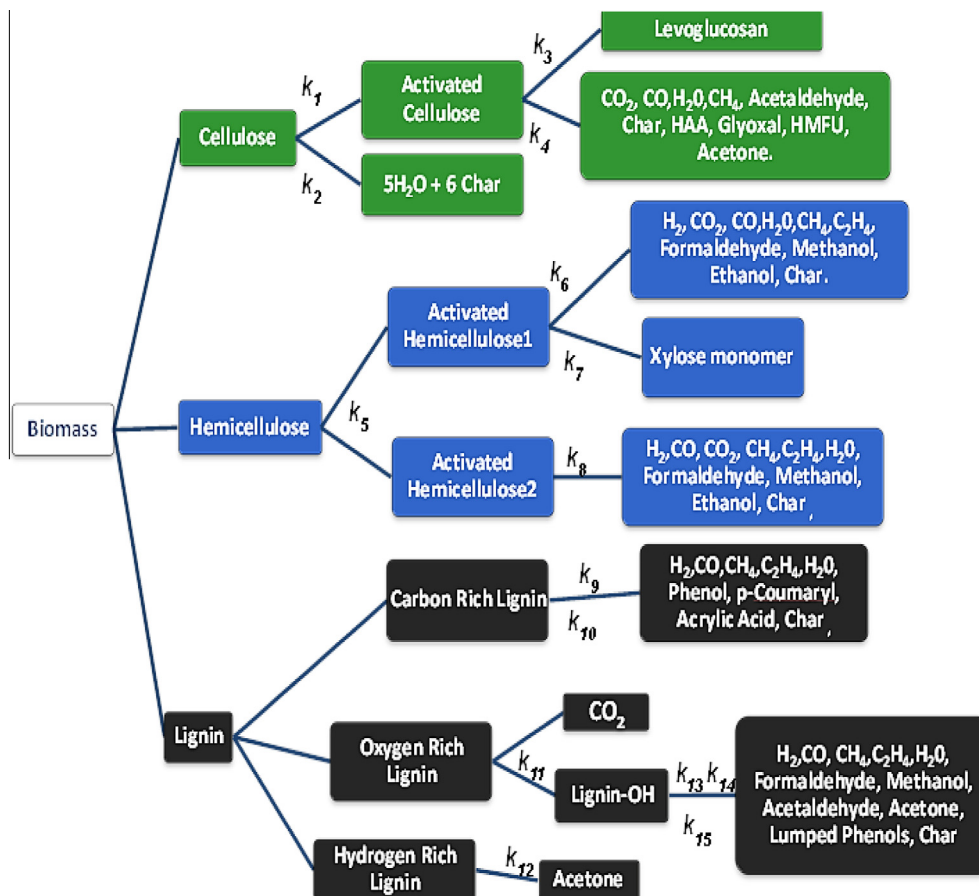 Levoglucosan
k3
k1
Activated
Cellulose
CO2, CO,H20,CH4, Acetaldehyde,
Char, HAA, Glyoxal, HMFU,
Acetone.
k4
Cellulose
k2
5H2O + 6 Char
H2, CO2, CO,H20,CH4,C2H4,
Formaldehyde, Methanol,
Ethanol, Char.
k6
Activated
Hemicellulose1
k7
Xylose monomer
Biomass
Hemicellulose
k5
Activated
Hemicellulose2
k8
H2,CO, CO2, CH4,C2H4,H20,
Formaldehyde, Methanol,
Ethanol, Char,
Carbon Rich Lignin
k9
k10
H2,CO,CH4,C2H4,H20,
Phenol, p-Coumaryl,
Acrylic Acid, Char,
Lignin
CO2
Oxygen Rich
Lignin
k11
Lignin-OH
k13 k14
k15
H2,CO, CH4,C2H4,H20,
Formaldehyde, Methanol,
Acetaldehyde, Acetone,
Lumped Phenols, Char
Hydrogen Rich
Lignin
k12
Acetone